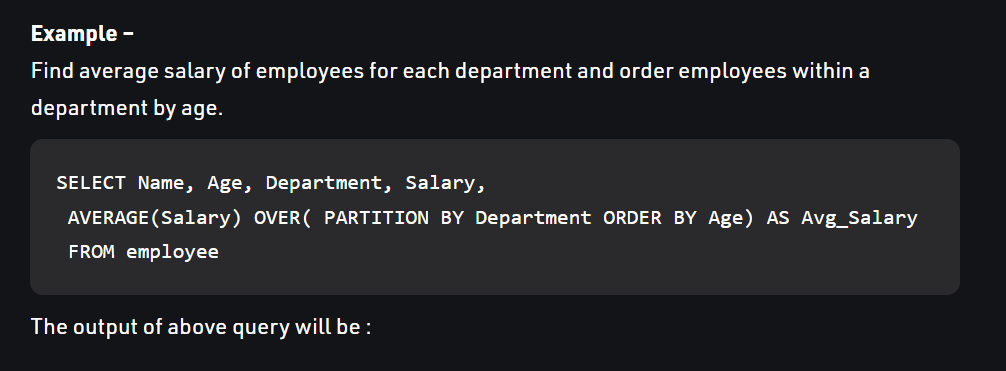 Example –
Find average salary of employees for each department and order employees within a
department by age.
SELECT Name, Age, Department, Salary,
AVERAGE(Salary) OVER( PARTITION BY Department ORDER BY Age) AS Avg_Salary
FROM employee
The output of above query will be :